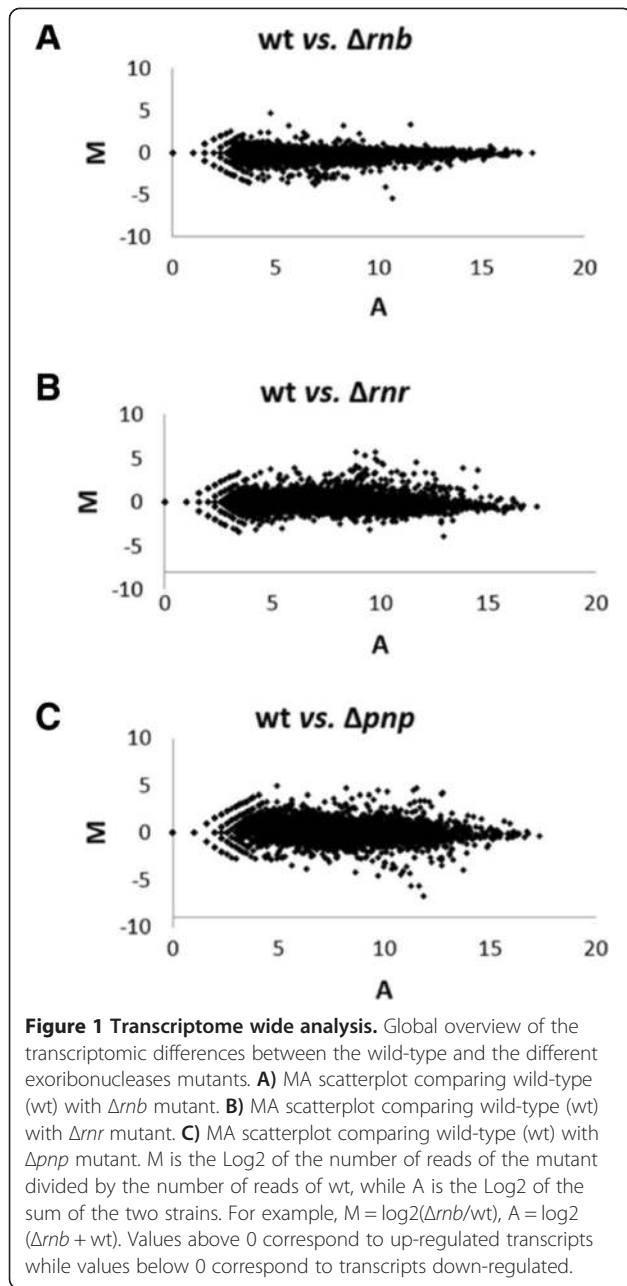 A
wt vs. Δrnb
10
5
0
-5
-10
M
0 5 10 15 20
A
B
wt vs. Δrnr
10
5
0
-5
-10
M
0 5 10 15 20
A
C
wt vs. Δpnp
10
5
0
-5
-10
M
0 5 10 15 20
A
Figure 1 Transcriptome wide analysis. Global overview of the
transcriptomic differences between the wild-type and the different
exoribonucleases mutants. A) MA scatterplot comparing wild-type
(wt) with Δrnb mutant. B) MA scatterplot comparing wild-type (wt)
with Δrnr mutant. C) MA scatterplot comparing wild-type (wt) with
Δpnp mutant. M is the Log2 of the number of reads of the mutant
divided by the number of reads of wt, while A is the Log2 of the
sum of the two strains. For example, M = log2(Δrnb/wt), A = log2
(Δrnb + wt). Values above 0 correspond to up-regulated transcripts
while values below 0 correspond to transcripts down-regulated.